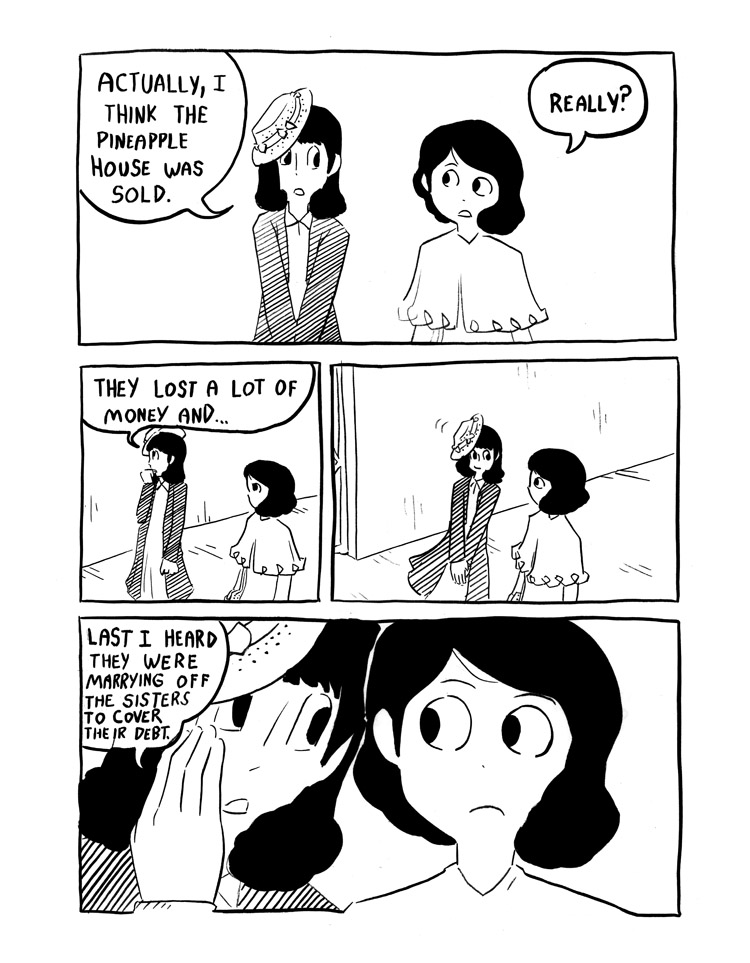 ACTUALLY, I
THINK THE
PINEAPPLE
HOUSE WAS
SOLD.
REALLY?
THEY LOST A LOT OF
MONEY AND...
LAST I HEARD
THEY WERE
MARRYING OFF
THE SISTERS
TO COVER
THEIR DEBT.